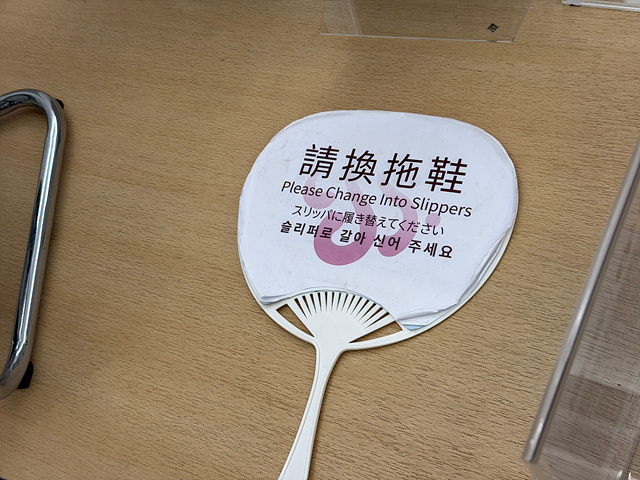 請換拖鞋
Please Change Into Slippers
スリッパに履き替えてください
슬리퍼로 갈아 신어 주세요